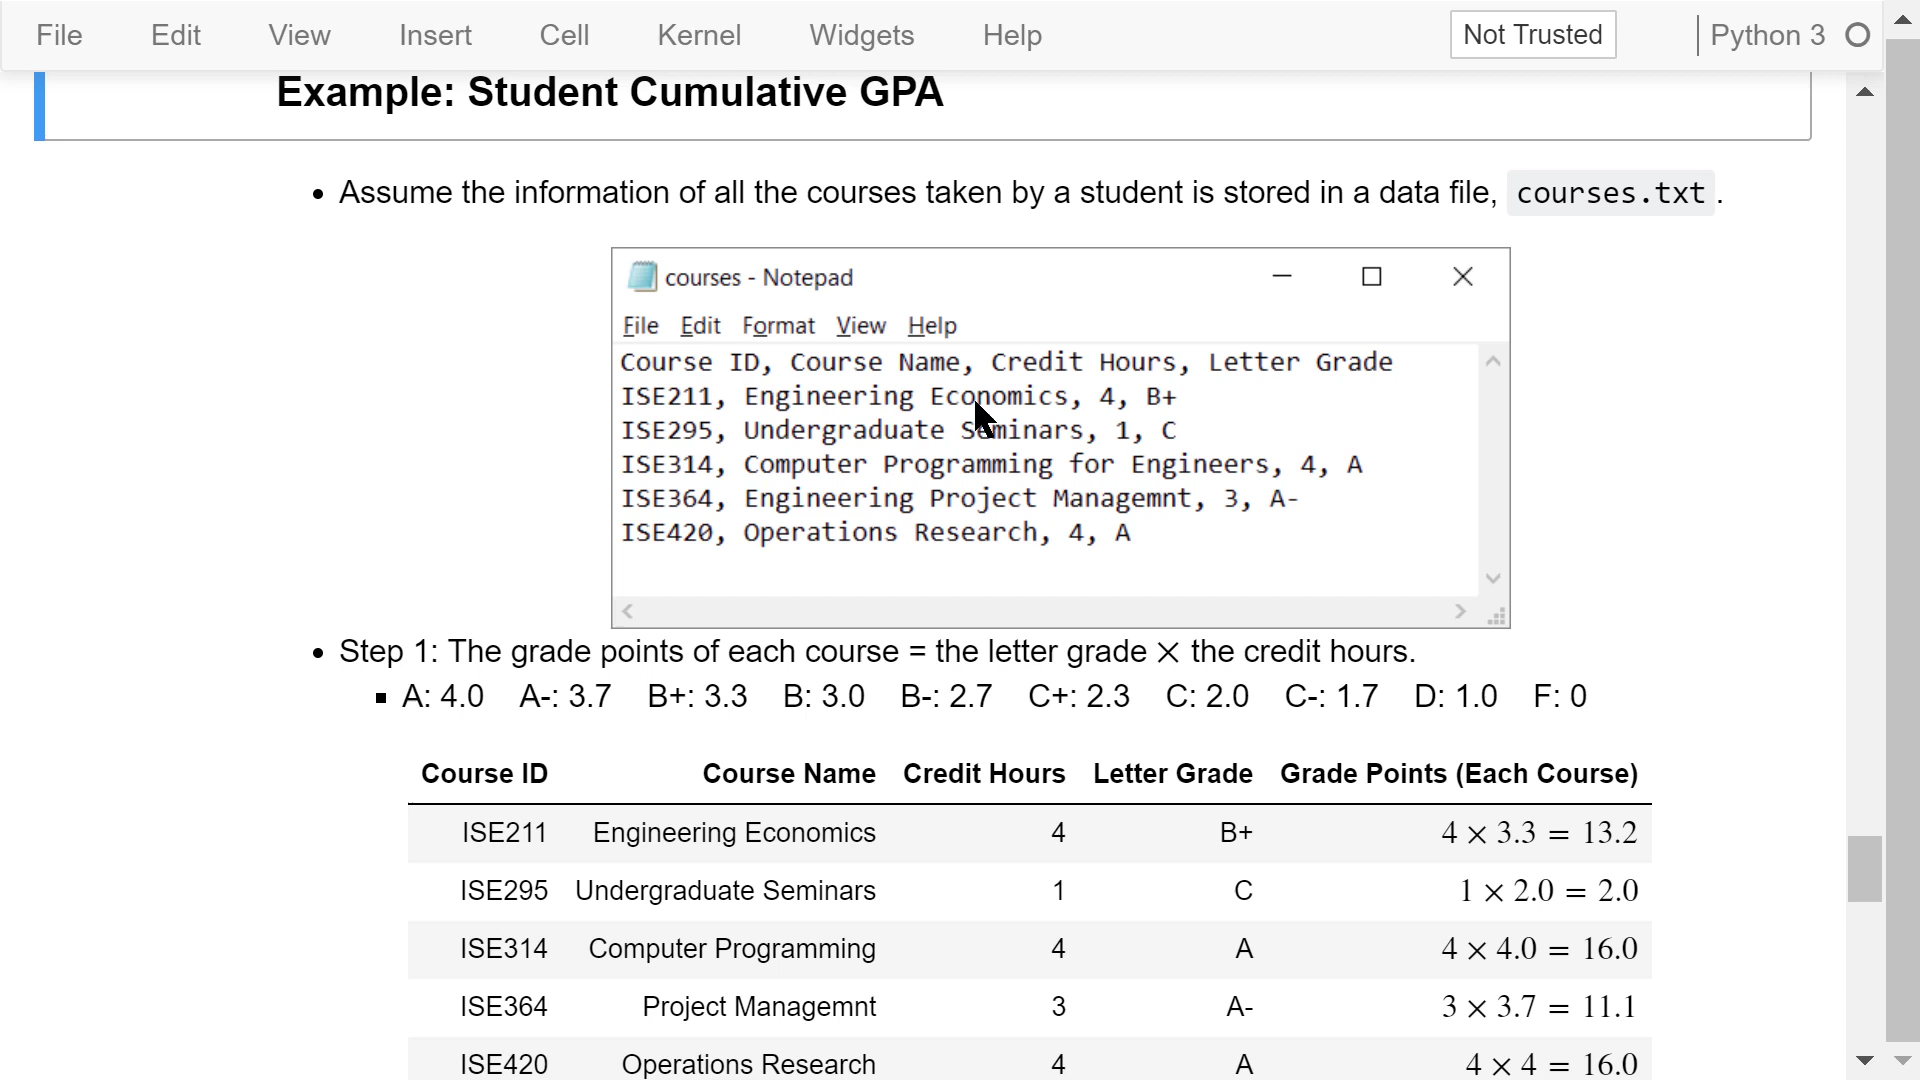 File Edit View Insert Cell Kernel Widgets Help Not Trusted Python 3
Example: Student Cumulative GPA
• Assume the information of all the courses taken by a student is stored in a data file, courses.txt.
courses - Notepad
File Edit Format View Help
Course ID, Course Name, Credit Hours, Letter Grade
ISE211, Engineering Economics, 4, B+
ISE295, Undergraduate Seminars, 1, C
ISE314, Computer Programming for Engineers, 4, A
ISE364, Engineering Project Managemnt, 3, A-
ISE420, Operations Research, 4, A
• Step 1: The grade points of each course = the letter grade × the credit hours.
▪ A: 4.0 A-: 3.7 B+: 3.3 B: 3.0 B-: 2.7 C+: 2.3 C: 2.0 C-: 1.7 D: 1.0 F: 0
Course ID Course Name Credit Hours Letter Grade Grade Points (Each Course)
ISE211 Engineering Economics 4 B+ 4 × 3.3 = 13.2
ISE295 Undergraduate Seminars 1 C 1 × 2.0 = 2.0
ISE314 Computer Programming 4 A 4 × 4.0 = 16.0
ISE364 Project Managemnt 3 A- 3 × 3.7 = 11.1
ISE420 Operations Research 4 A 4 × 4 = 16.0